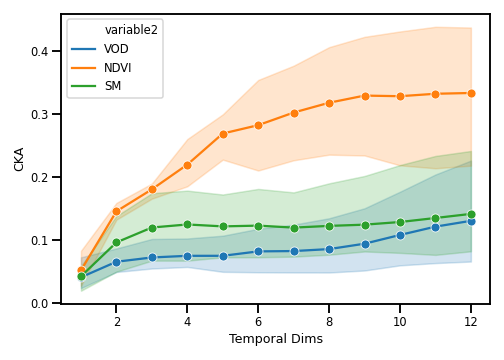 variable2
VOD
NDVI
SM
CKA
0.4
0.3
0.2
0.1
0.0
2 4 6 8 10 12
Temporal Dims